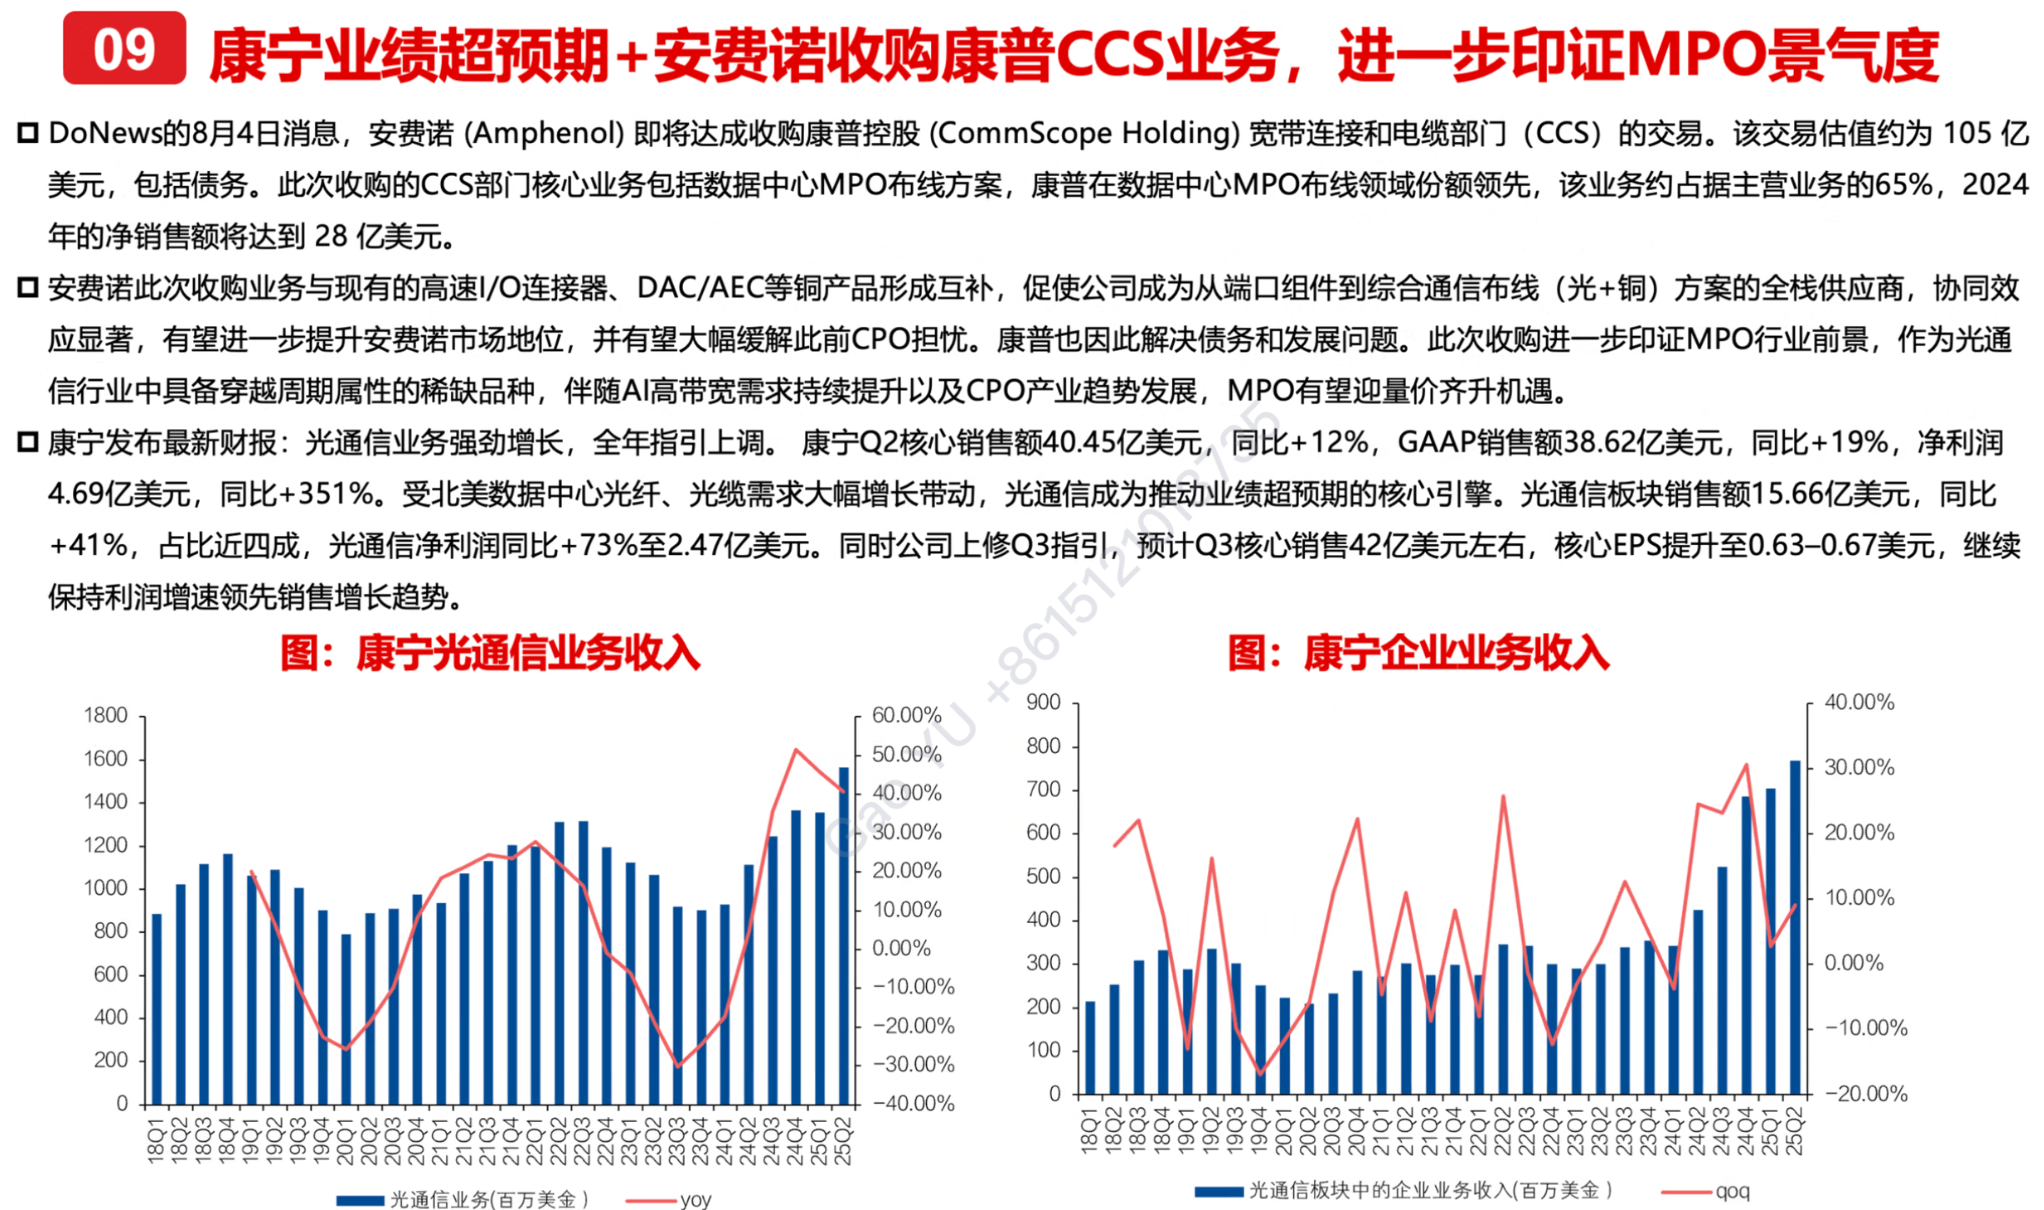 09 康宁业绩超预期+安费诺收购康普CCS业务，进一步印证MPO景气度
DoNews的8月4日消息，安费诺 (Amphenol) 即将达成收购康普控股 (CommScope Holding) 宽带连接和电缆部门（CCS）的交易。该交易估值约为 105 亿
美元，包括债务。此次收购的CCS部门核心业务包括数据中心MPO布线方案，康普在数据中心MPO布线领域份额领先，该业务约占据主营业务的65%，2024
年的净销售额将达到 28 亿美元。
安费诺此次收购业务与现有的高速I/O连接器、DAC/AEC等铜产品形成互补，促使公司成为从端口组件到综合通信布线（光+铜）方案的全栈供应商，协同效
应显著，有望进一步提升安费诺市场地位，并有望大幅缓解此前CPO担忧。康普也因此解决债务和发展问题。此次收购进一步印证MPO行业前景，作为光通
信行业中具备穿越周期属性的稀缺品种，伴随AI高带宽需求持续提升以及CPO产业趋势发展，MPO有望迎量价齐升机遇。
康宁发布最新财报：光通信业务强劲增长，全年指引上调。 康宁Q2核心销售额40.45亿美元，同比+12%，GAAP销售额38.62亿美元，同比+19%，净利润
4.69亿美元，同比+351%。受北美数据中心光纤、光缆需求大幅增长带动，光通信成为推动业绩超预期的核心引擎。光通信板块销售额15.66亿美元，同比
+41%，占比近四成，光通信净利润同比+73%至2.47亿美元。同时公司上修Q3指引，预计Q3核心销售42亿美元左右，核心EPS提升至0.63–0.67美元，继续
保持利润增速领先销售增长趋势。
Gao YU +8615121013735
图：康宁光通信业务收入
1800
1600
1400
1200
1000
800
600
400
200
0
60.00%
50.00%
40.00%
30.00%
20.00%
10.00%
0.00%
-10.00%
-20.00%
-30.00%
-40.00%
18Q1 18Q2 18Q3 18Q4 19Q1 19Q2 19Q3 19Q4 20Q1 20Q2 20Q3 20Q4 21Q1 21Q2 21Q3 21Q4 22Q1 22Q2 22Q3 22Q4 23Q1 23Q2 23Q3 23Q4 24Q1 24Q2 24Q3 24Q4 25Q1 25Q2
光通信业务(百万美金） yoy
图：康宁企业业务收入
900
800
700
600
500
400
300
200
100
0
40.00%
30.00%
20.00%
10.00%
0.00%
-10.00%
-20.00%
18Q1 18Q2 18Q3 18Q4 19Q1 19Q2 19Q3 19Q4 20Q1 20Q2 20Q3 20Q4 21Q1 21Q2 21Q3 21Q4 22Q1 22Q2 22Q3 22Q4 23Q1 23Q2 23Q3 23Q4 24Q1 24Q2 24Q3 24Q4 25Q1 25Q2
光通信板块中的企业业务收入(百万美金） qoq